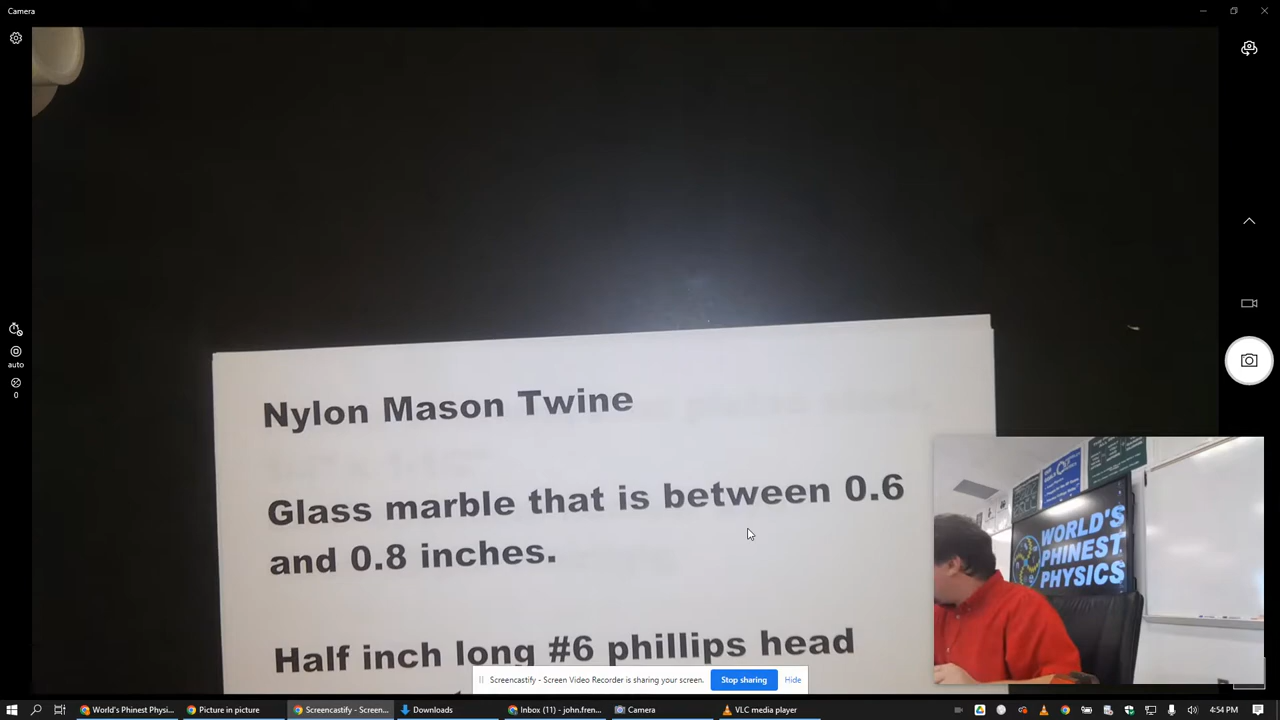 Camera
auto
0
Nylon Mason Twine
Glass marble that is between 0.6
and 0.8 inches.
Half inch long #6 phillips head
WORLD'S
PHINEST
PHYSICS
Screencastify - Screen Video Recorder is sharing your screen.
Stop sharing
Hide
World's Phinest Physi...
Picture in picture
Screencastify - Screen...
Downloads
Inbox (11) - john.fren...
Camera
VLC media player
4:54 PM